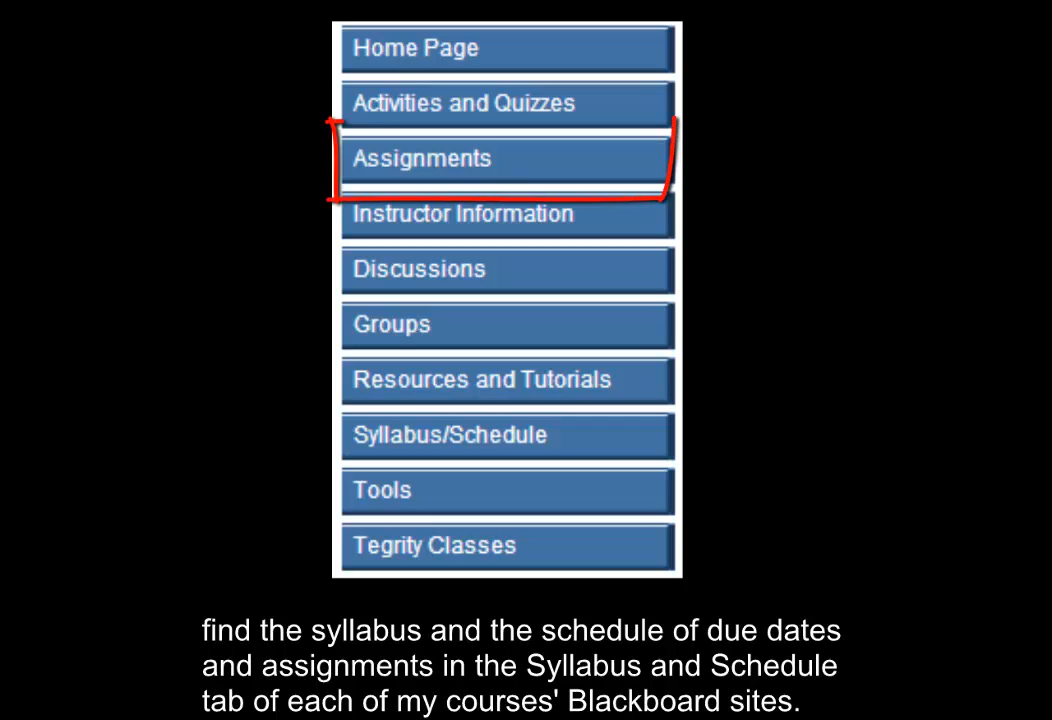 Home Page
Activities and Quizzes
Assignments
Instructor Information
Discussions
Groups
Resources and Tutorials
Syllabus/Schedule
Tools
Tegrity Classes
find the syllabus and the schedule of due dates
and assignments in the Syllabus and Schedule
tab of each of my courses' Blackboard sites.